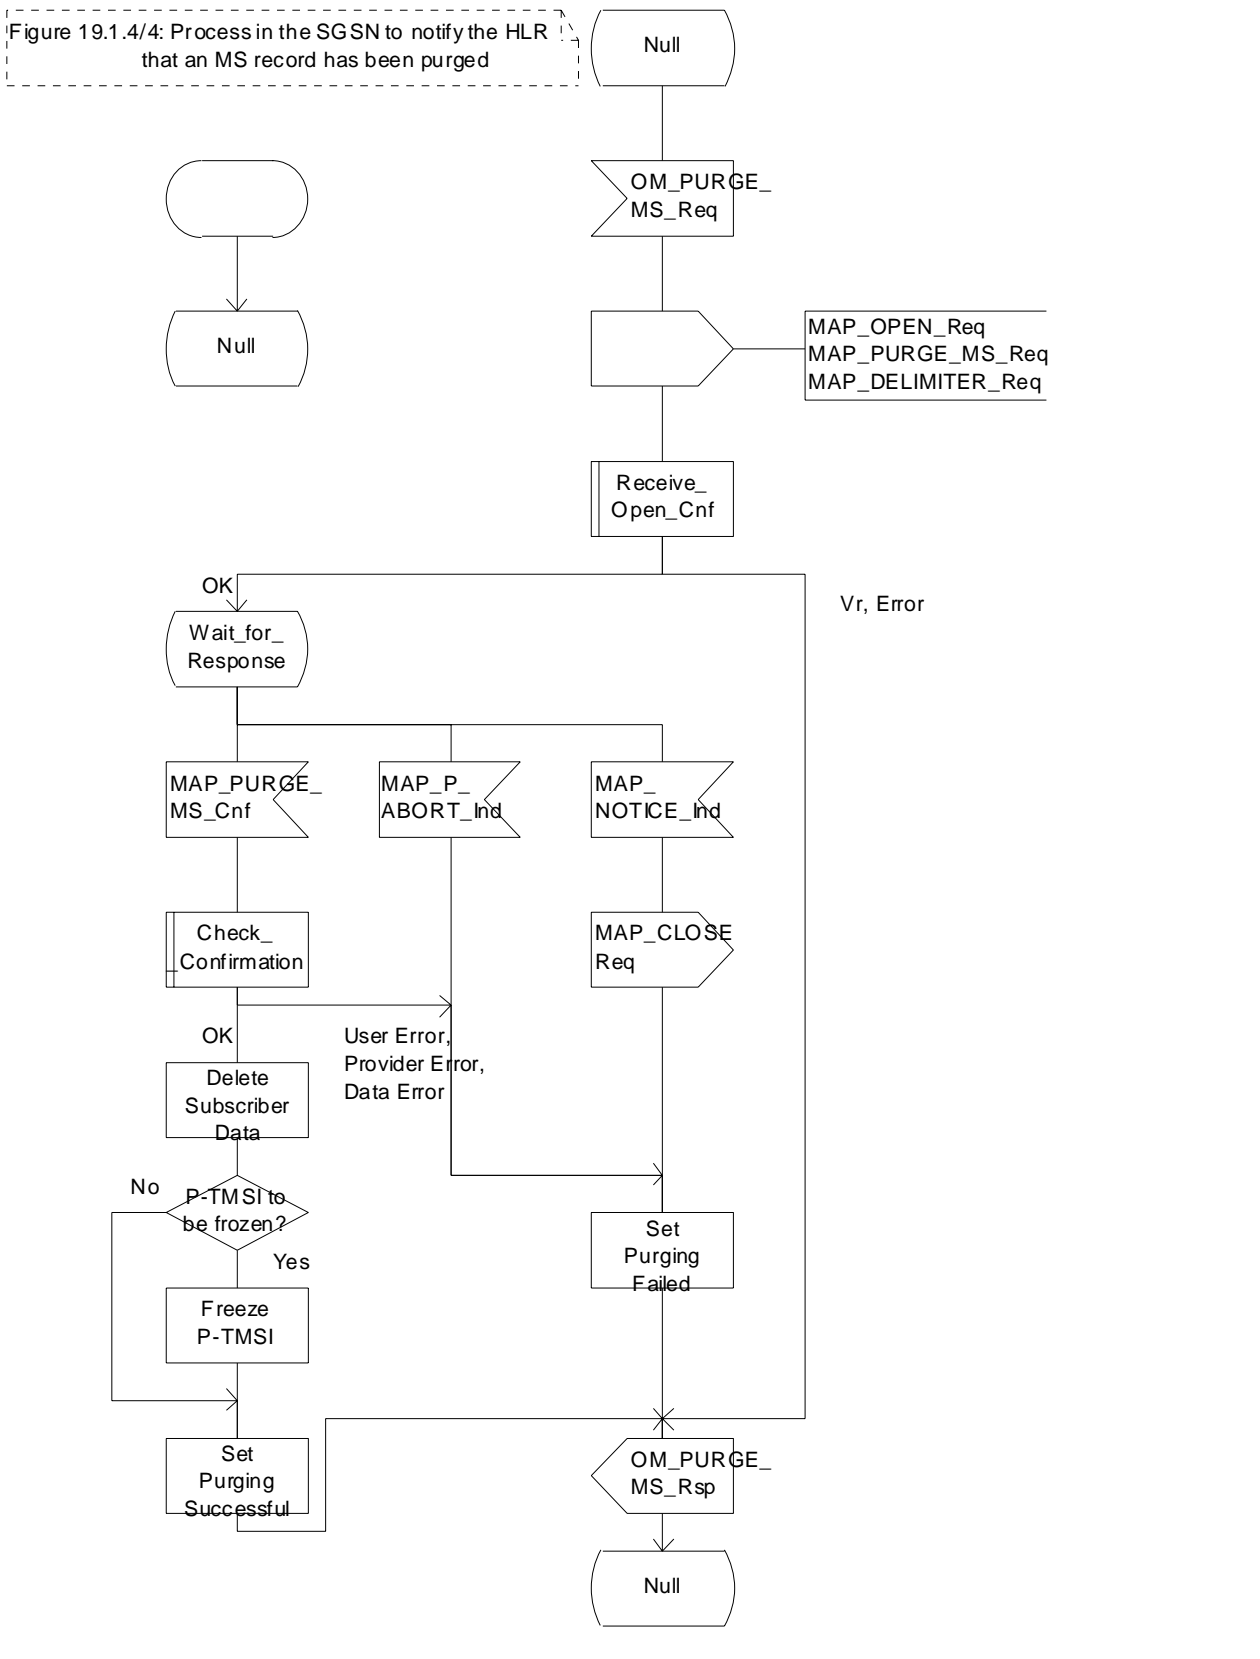 Figure 19.1.4/4: Process in the SGSN to notify the HLR
that an MS record has been purged
Null
OM_PURGE_
MS_Req
Null
MAP_OPEN_Req
MAP_PURGE_MS_Req
MAP_DELIMITER_Req
Receive_
Open_Cnf
OK
Vr, Error
Wait_for_
Response
MAP_PURGE_
MS_Cnf
MAP_P_
ABORT_Ind
MAP_
NOTICE_Ind
Check_
_Confirmation
MAP_CLOSE
Req
OK
User Error,
Provider Error,
Data Error
Delete
Subscriber
Data
No
P-TMSI to
be frozen?
Yes
Set
Purging
Failed
Freeze
P-TMSI
Set
Purging
Successful
OM_PURGE_
MS_Rsp
Null